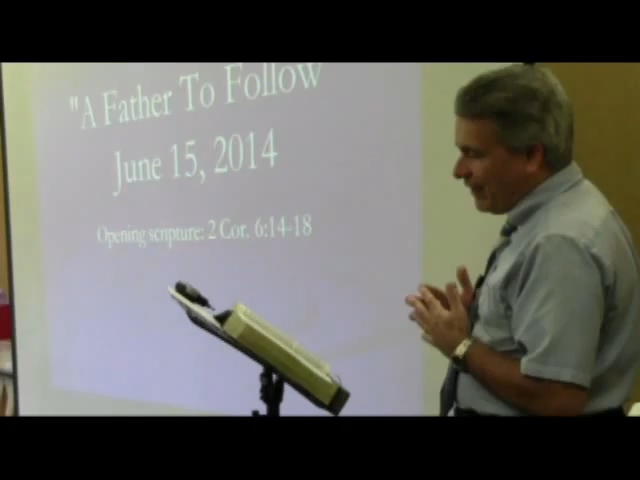 "A Father To Follow
June 15, 2014
Opening scripture: 2 Cor. 6:14-18